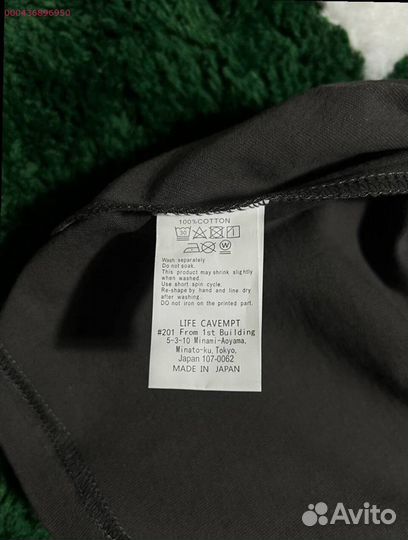 000436896950
100%COTTON
30
1
W
Wash separately
Do not soak.
This product may shrink slightly
when washed.
Use short spin cycle.
Re-shape by hand and line dry
after washing.
DO not iron on the printed part.
LIFE CAVEMPT
#201 From 1st Building
5-3-10 Minami-Aoyama,
Minato-ku,Tokyo,
Japan 107-0062
MADE IN JAPAN
Avito